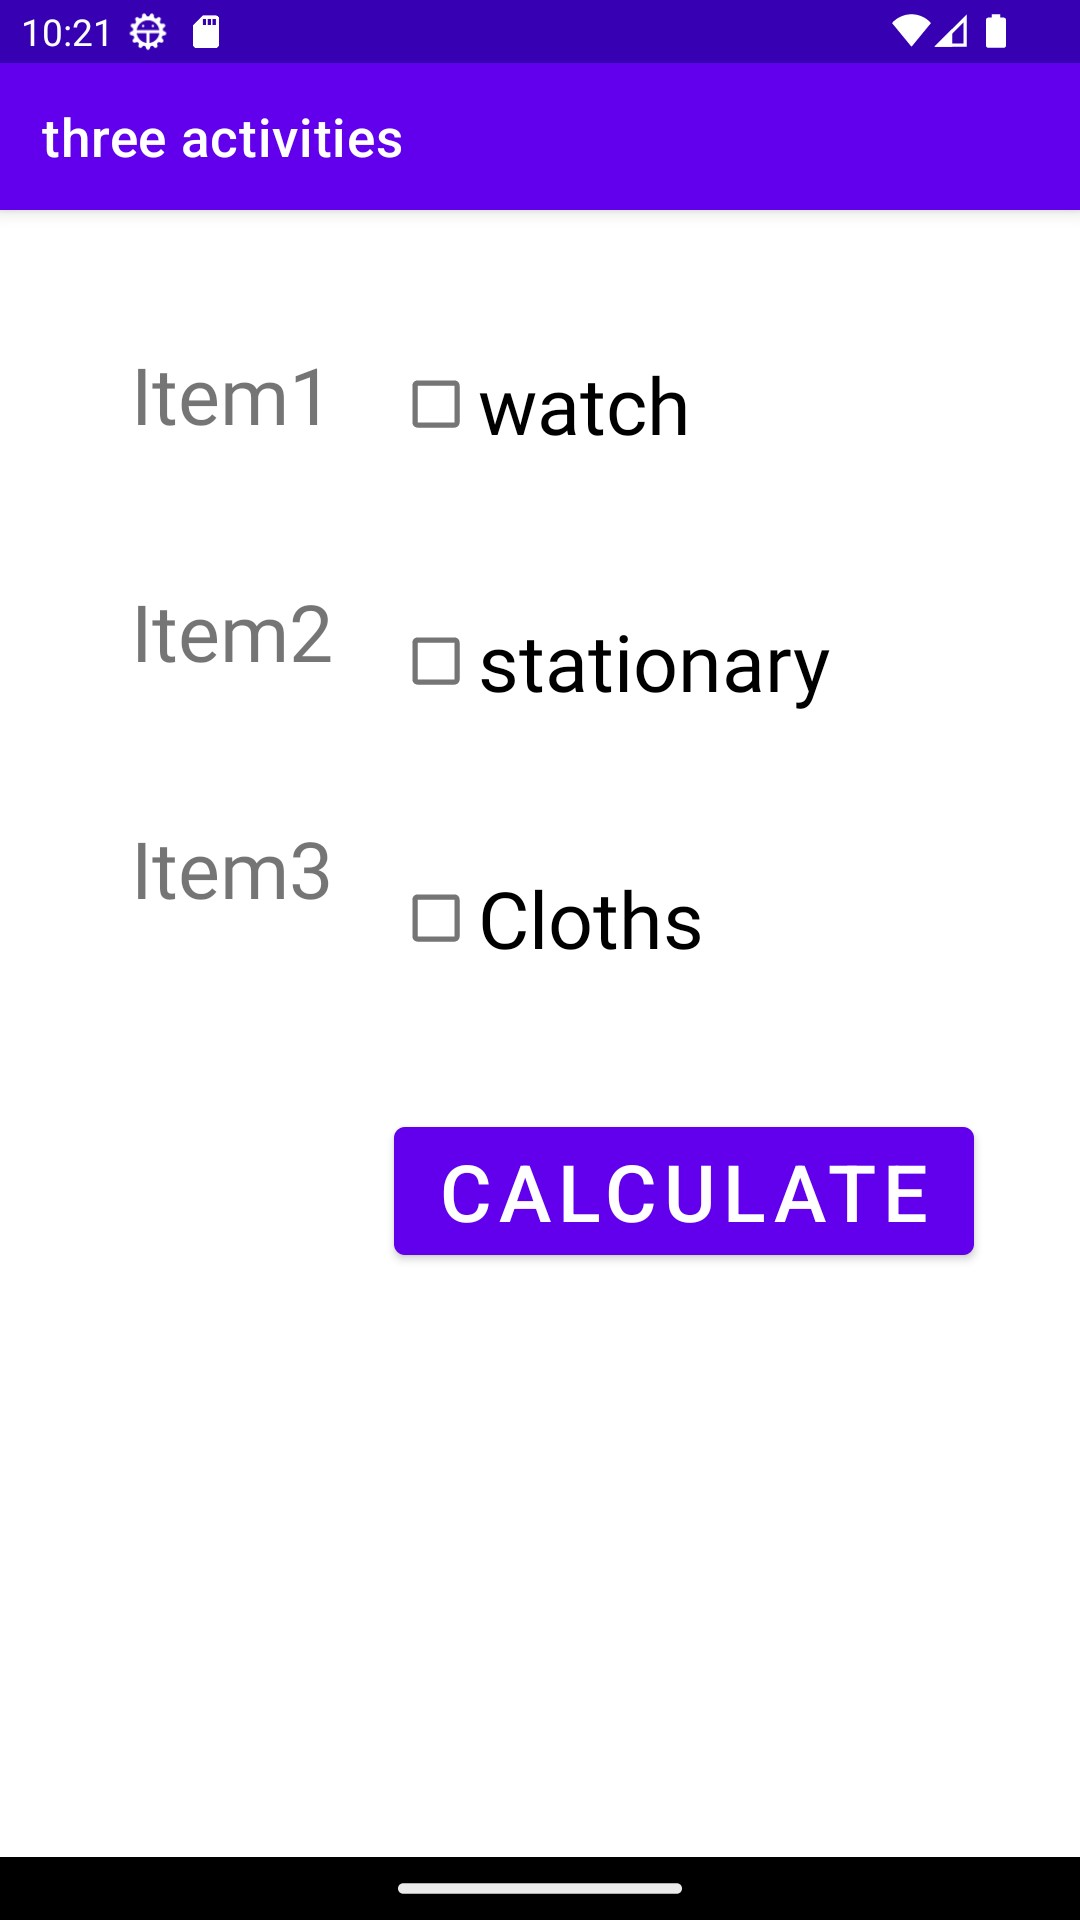 10:21
three activities
Item1 watch
Item2 stationary
Item3 Cloths
CALCULATE